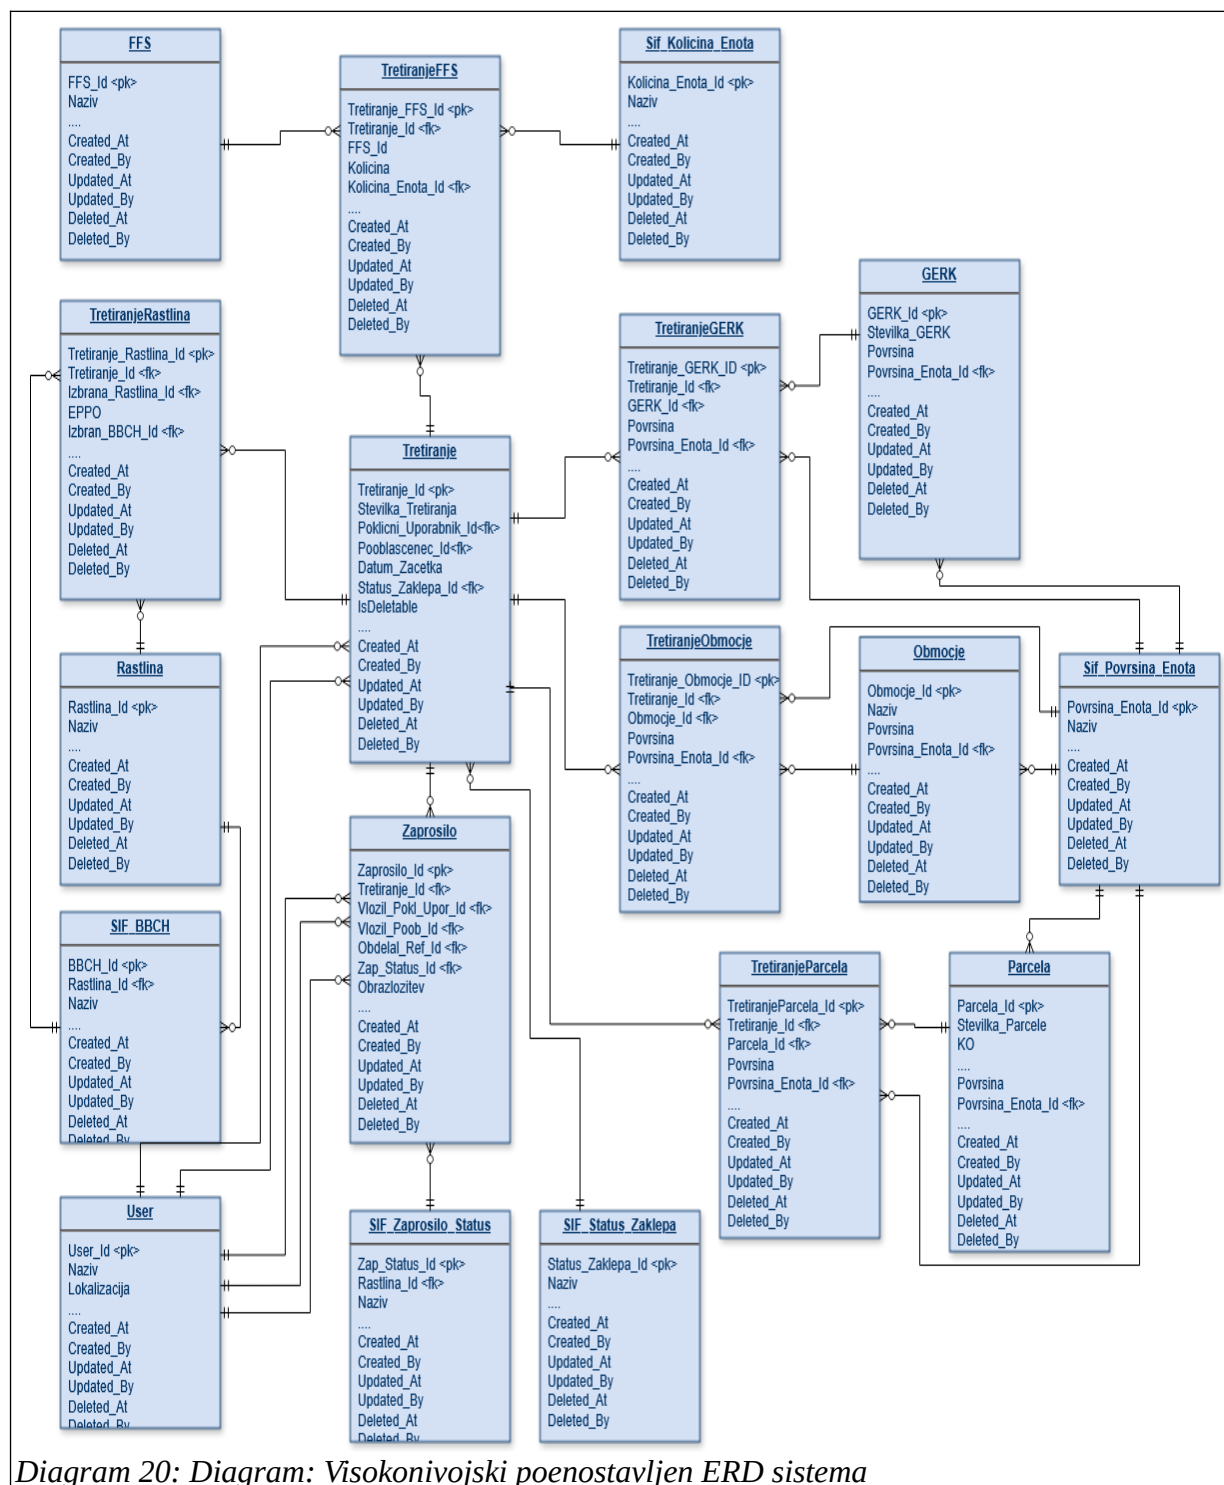 FFS
FFS_Id <pk>
Naziv
....
Created_At
Created_By
Updated_At
Updated_By
Deleted_At
Deleted_By
TretiranjeFFS
Tretiranje_FFS_Id <pk>
Tretiranje_Id <fk>
FFS_Id
Kolicina
Kolicina_Enota_Id <fk>
....
Created_At
Created_By
Updated_At
Updated_By
Deleted_At
Deleted_By
Sif_Kolicina_Enota
Kolicina_Enota_Id <pk>
Naziv
....
Created_At
Created_By
Updated_At
Updated_By
Deleted_At
Deleted_By
TretiranjeRastlina
Tretiranje_Rastlina_Id <pk>
Tretiranje_Id <fk>
Izbrana_Rastlina_Id <fk>
EPPO
Izbran_BBCH_Id <fk>
....
Created_At
Created_By
Updated_At
Updated_By
Deleted_At
Deleted_By
TretiranjeGERK
Tretiranje_GERK_ID <pk>
Tretiranje_Id <fk>
GERK_Id <fk>
Povrsina
Povrsina_Enota_Id <fk>
....
Created_At
Created_By
Updated_At
Updated_By
Deleted_At
Deleted_By
GERK
GERK_Id <pk>
Stevilka_GERK
Povrsina
Povrsina_Enota_Id <fk>
....
Created_At
Created_By
Updated_At
Updated_By
Deleted_At
Deleted_By
Tretiranje
Tretiranje_Id <pk>
Stevilka_Tretiranja
Poklicni_Uporabnik_Id<fk>
Pooblascenec_Id<fk>
Datum_Zacetka
Status_Zaklepa_Id <fk>
IsDeletable
....
Created_At
Created_By
Updated_At
Updated_By
Deleted_At
Deleted_By
Rastlina
Rastlina_Id <pk>
Naziv
....
Created_At
Created_By
Updated_At
Updated_By
Deleted_At
Deleted_By
TretiranjeObmocje
Tretiranje_Obmocje_ID <pk>
Tretiranje_Id <fk>
Obmocje_Id <fk>
Povrsina
Povrsina_Enota_Id <fk>
....
Created_At
Created_By
Updated_At
Updated_By
Deleted_At
Deleted_By
Obmocje
Obmocje_Id <pk>
Naziv
Povrsina
Povrsina_Enota_Id <fk>
....
Created_At
Created_By
Updated_At
Updated_By
Deleted_At
Deleted_By
Sif_Povrsina_Enota
Povrsina_Enota_Id <pk>
Naziv
....
Created_At
Created_By
Updated_At
Updated_By
Deleted_At
Deleted_By
SIF_BBCH
BBCH_Id <pk>
Rastlina_Id <fk>
Naziv
....
Created_At
Created_By
Updated_At
Updated_By
Deleted_At
Deleted_By
Zaprosilo
Zaprosilo_Id <pk>
Tretiranje_Id <fk>
Vlozil_Pokl_Upor_Id <fk>
Vlozil_Poob_Id <fk>
Obdelal_Ref_Id <fk>
Zap_Status_Id <fk>
Obrazlozitev
....
Created_At
Created_By
Updated_At
Updated_By
Deleted_At
Deleted_By
TretiranjeParcela
TretiranjeParcela_Id <pk>
Tretiranje_Id <fk>
Parcela_Id <fk>
Povrsina
Povrsina_Enota_Id <fk>
....
Created_At
Created_By
Updated_At
Updated_By
Deleted_At
Deleted_By
Parcela
Parcela_Id <pk>
Stevilka_Parcele
KO
....
Povrsina
Povrsina_Enota_Id <fk>
....
Created_At
Created_By
Updated_At
Updated_By
Deleted_At
Deleted_By
User
User_Id <pk>
Naziv
Lokalizacija
....
Created_At
Created_By
Updated_At
Updated_By
Deleted_At
Deleted_By
SIF_Zaprosilo_Status
Zap_Status_Id <pk>
Rastlina_Id <fk>
Naziv
....
Created_At
Created_By
Updated_At
Updated_By
Deleted_At
Deleted_By
SIF_Status_Zaklepa
Status_Zaklepa_Id <pk>
Naziv
....
Created_At
Created_By
Updated_At
Updated_By
Deleted_At
Deleted_By
Diagram 20: Diagram: Visokonivojski poenostavljen ERD sistema